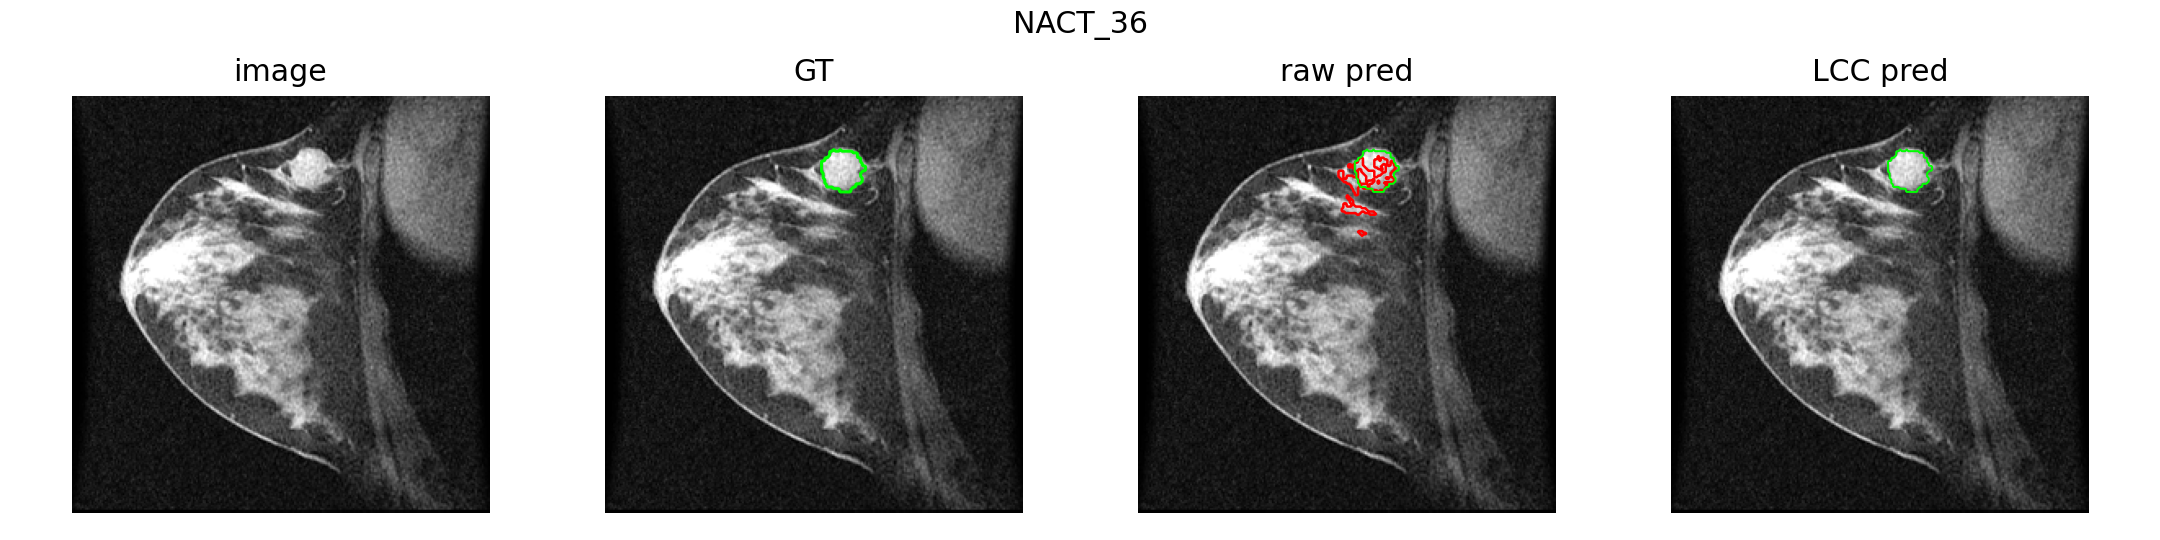 NACT_36
image
GT
raw pred
LCC pred